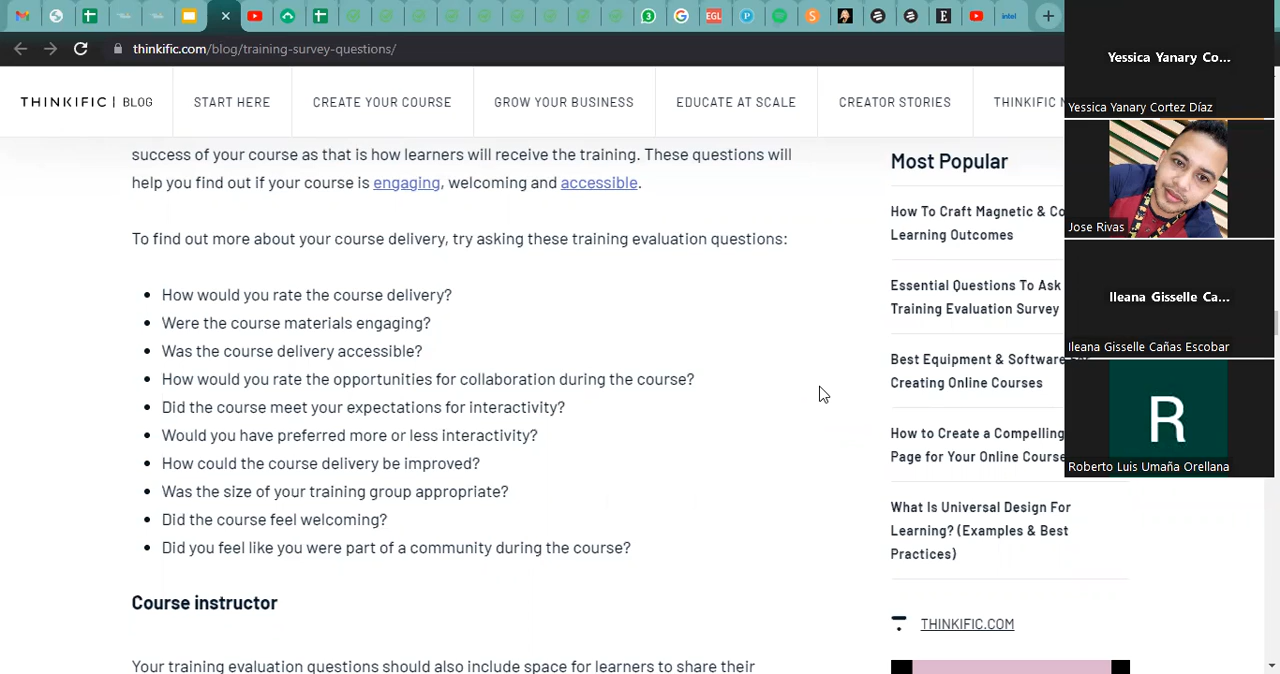 3
EGL
P
S
E
intel
thinkific.com/blog/training-survey-questions/
THINKIFIC | BLOG
START HERE
CREATE YOUR COURSE
GROW YOUR BUSINESS
EDUCATE AT SCALE
CREATOR STORIES
THINKIFIC
success of your course as that is how learners will receive the training. These questions will
help you find out if your course is engaging, welcoming and accessible.
To find out more about your course delivery, try asking these training evaluation questions:
• How would you rate the course delivery?
• Were the course materials engaging?
• Was the course delivery accessible?
• How would you rate the opportunities for collaboration during the course?
• Did the course meet your expectations for interactivity?
• Would you have preferred more or less interactivity?
• How could the course delivery be improved?
• Was the size of your training group appropriate?
• Did the course feel welcoming?
• Did you feel like you were part of a community during the course?
Course instructor
Your training evaluation questions should also include space for learners to share their
Most Popular
How To Craft Magnetic & Co
Learning Outcomes
Essential Questions To Ask
Training Evaluation Survey
Best Equipment & Software For
Creating Online Courses
How to Create a Compelling
Page for Your Online Course
What Is Universal Design For
Learning? (Examples & Best
Practices)
THINKIFIC.COM
Yessica Yanary Co...
Yessica Yanary Cortez Díaz
Jose Rivas
Ileana Gisselle Ca...
Ileana Gisselle Cañas Escobar
R
Roberto Luis Umaña Orellana